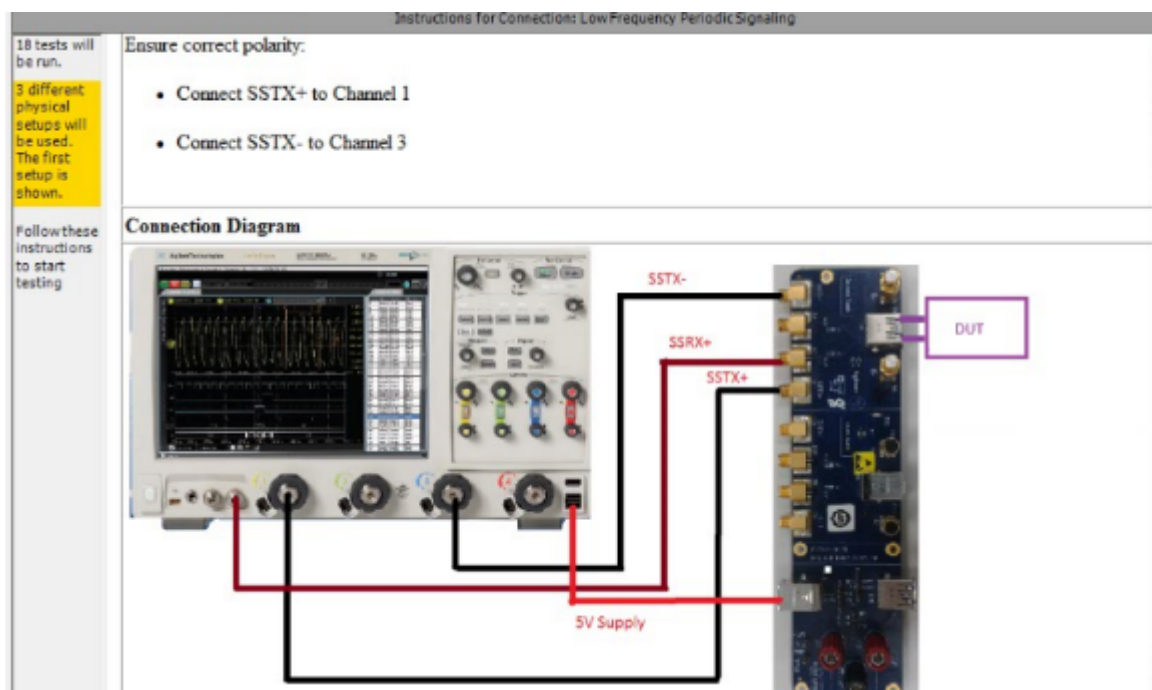 Instructions for Connection: Low Frequency Periodic Signaling
18 tests will
be run.
3 different
physical
setups will
be used.
The first
setup is
shown.
Follow these
instructions
to start
testing
Ensure correct polarity:
• Connect SSTX+ to Channel 1
• Connect SSTX- to Channel 3
Connection Diagram
Agilent Technologies
SSTX-
SSRX+
SSTX+
DUT
5V Supply